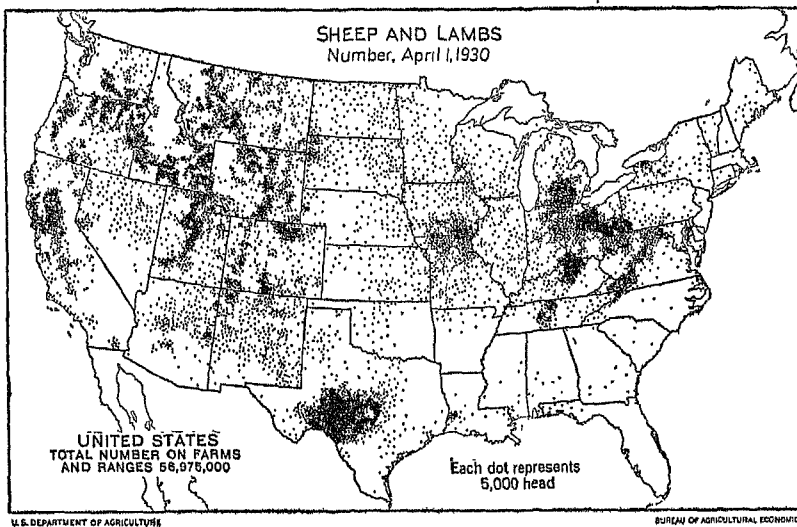 SHEEP AND LAMBS
Number, April 1, 1930
UNITED STATES
TOTAL NUMBER ON FARMS
AND RANGES 56,975,000
Each dot represents
5,000 head
U.S. DEPARTMENT OF AGRICULTURE
BUREAU OF AGRICULTURAL ECONOMICS